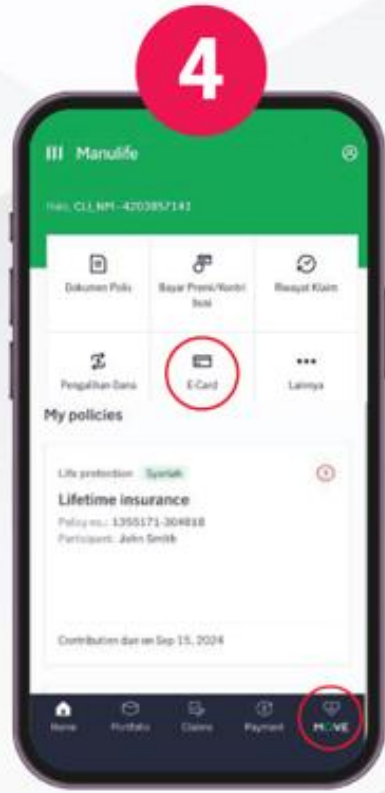 4
Manulife
Halo, CLI_NM - 4203857141
Dokumen Polis
Bayar Premi/Kontri
busi
Riwayat Klaim
Pengalihan Dana
E-Card
Lainnya
My policies
Life protection Syariah
Lifetime insurance
Policy no.: 1355171-304818
Participant: John Smith
Contribution due on Sep 15, 2024
Home
Portfolio
Claims
Payment
MOVE